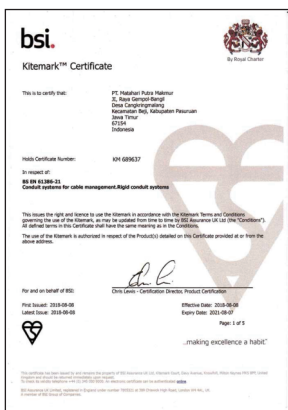 bsi.
By Royal Charter
Kitemark™ Certificate
This is to certify that:
PT. Matahari Putra Makmur
Jl. Raya Gempol-Bangil
Desa Cangkringmalang
Kecamatan Beji, Kabupaten Pasuruan
Jawa Timur
67154
Indonesia
Holds Certificate Number:
KM 689637
In respect of:
BS EN 61386-21
Conduit systems for cable management.Rigid conduit systems
This issues the right and licence to use the Kitemark in accordance with the Kitemark Terms and Conditions
governing the use of the Kitemark, as may be updated from time to time by BSI Assurance UK Ltd (the "Conditions").
All defined terms in this Certificate shall have the same meaning as in the Conditions.
The use of the Kitemark is authorized in respect of the Product(s) detailed on this Certificate provided at or from the
above address.
For and on behalf of BSI:
Chris Lewis - Certification Director, Product Certification
First Issued: 2018-08-08
Effective Date: 2018-08-08
Latest Issue: 2018-08-08
Expiry Date: 2021-08-07
Page: 1 of 5
...making excellence a habit™